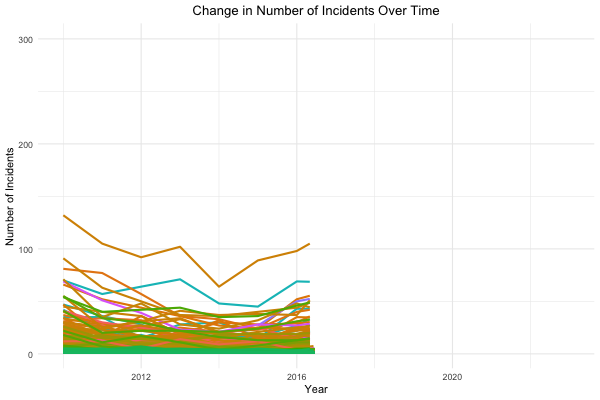 Change in Number of Incidents Over Time
300
200
100
0
Number of Incidents
2012
2016
2020
Year